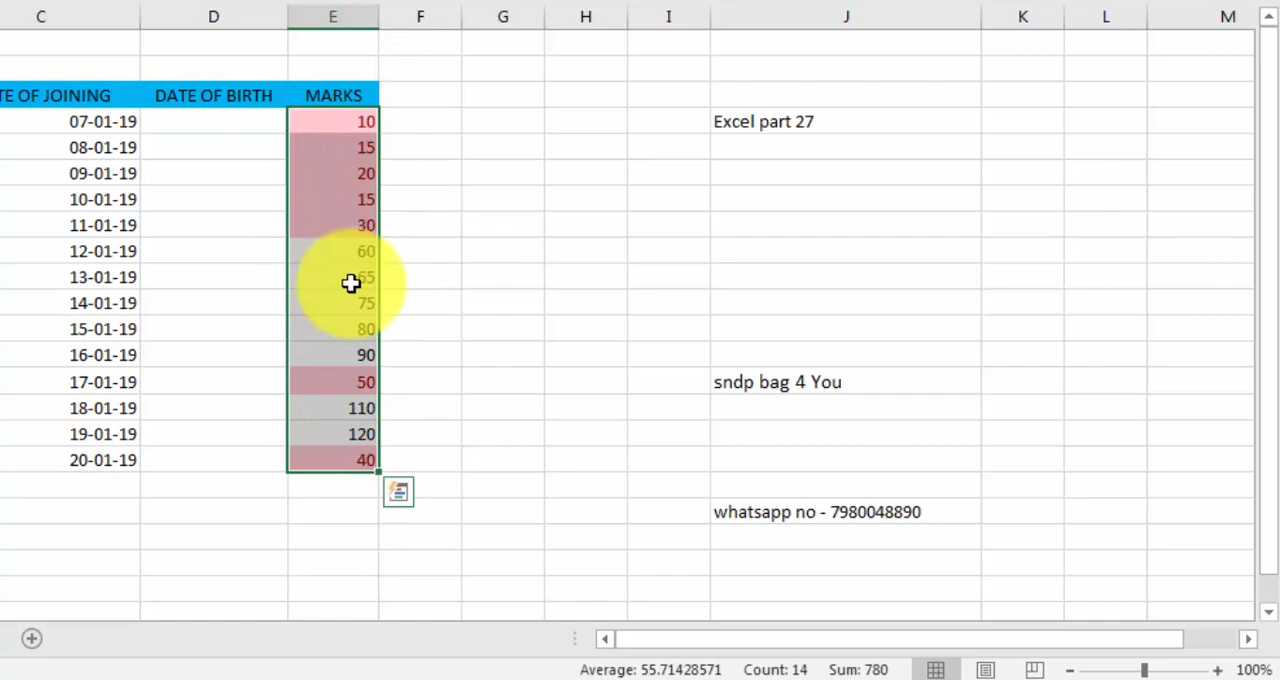 C D E F G H I J K L M
TE OF JOINING DATE OF BIRTH MARKS
07-01-19 10 Excel part 27
08-01-19 15
09-01-19 20
10-01-19 15
11-01-19 30
12-01-19 60
13-01-19 65
14-01-19 75
15-01-19 80
16-01-19 90
17-01-19 50 sndp bag 4 You
18-01-19 110
19-01-19 120
20-01-19 40
whatsapp no - 7980048890
Average: 55.71428571 Count: 14 Sum: 780 100%